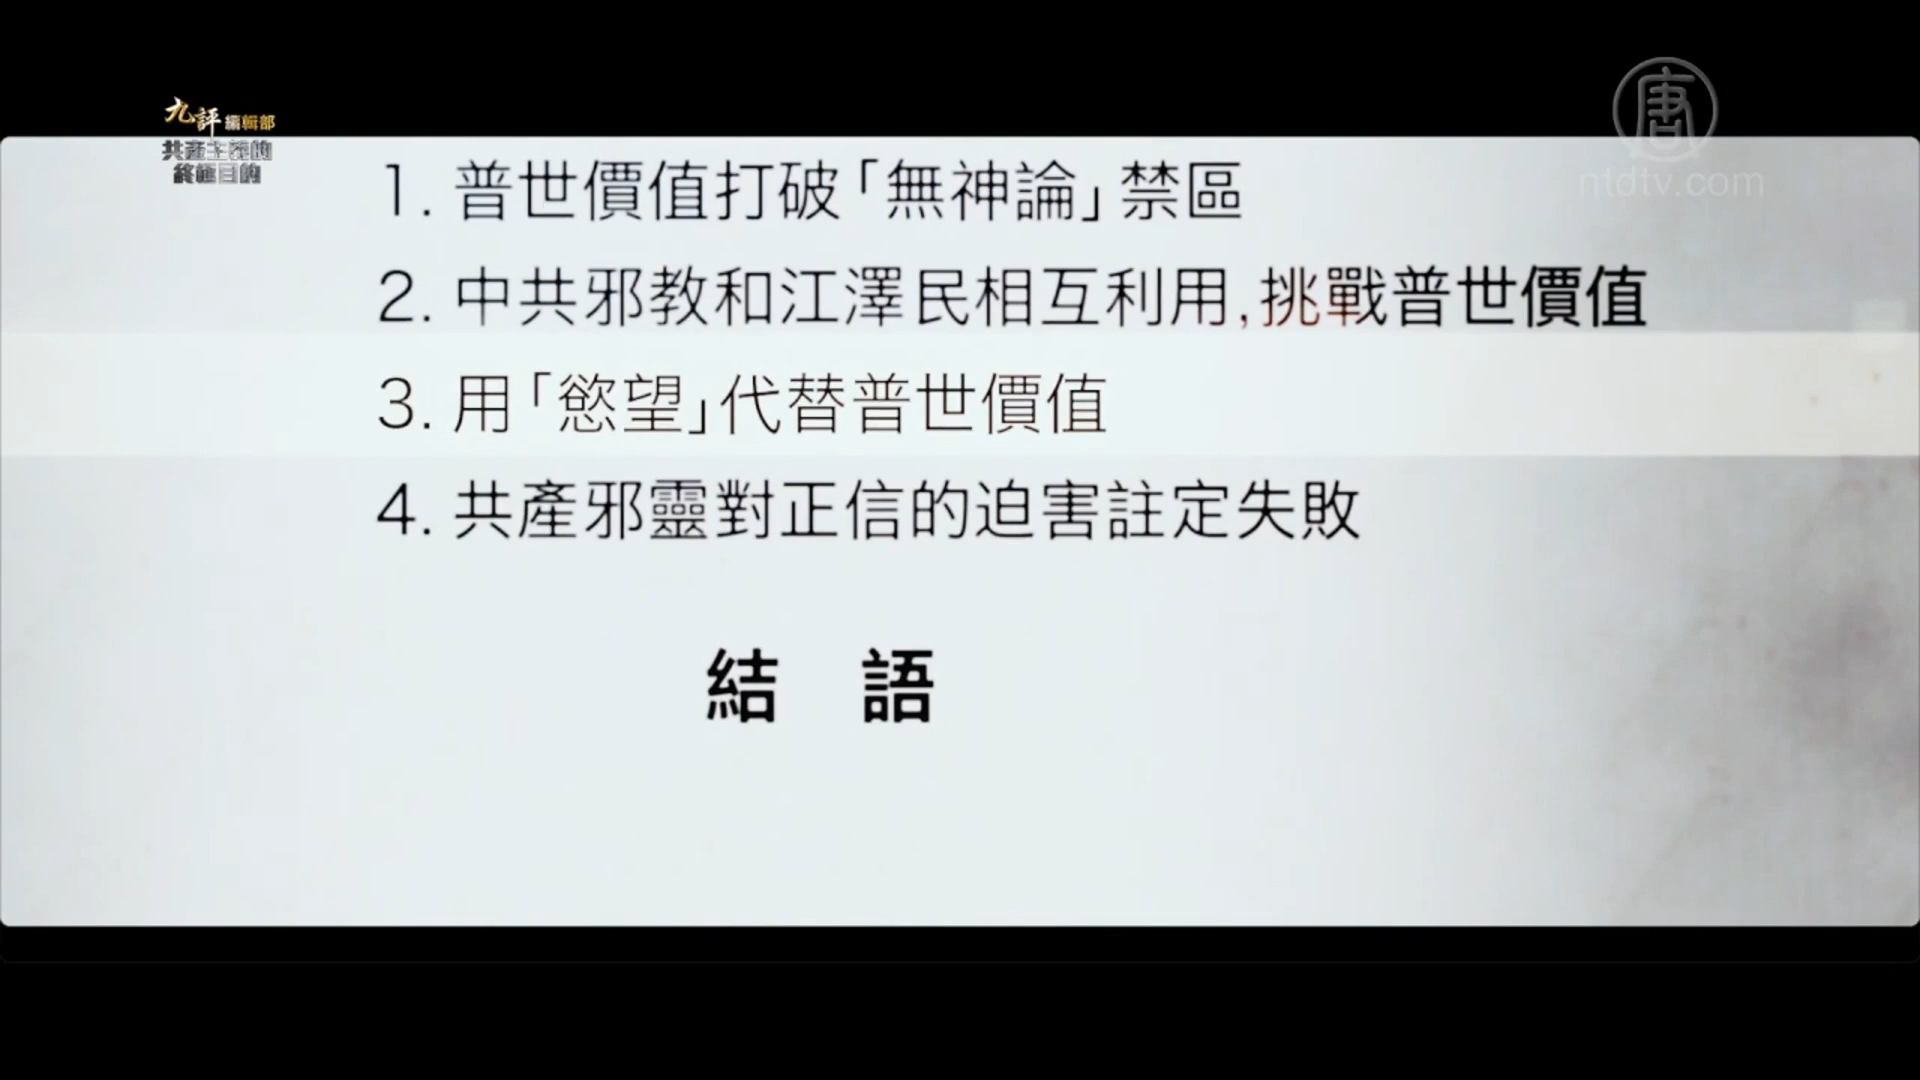 九評編輯部
共產主義的
終極目的
唐
ntdtv.com
1. 普世價值打破「無神論」禁區
2. 中共邪教和江澤民相互利用,挑戰普世價值
3. 用「慾望」代替普世價值
4. 共產邪靈對正信的迫害註定失敗
結 語